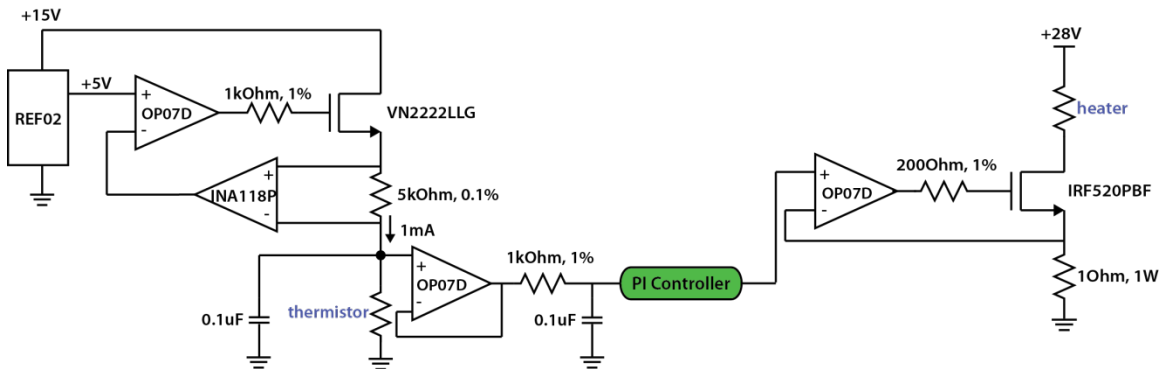 +15V
+28V
+5V
REF02
+
-
OP07D
1kOhm, 1%
VN2222LLG
heater
INA118P
+
-
5kOhm, 0.1%
1mA
+
-
OP07D
200Ohm, 1%
IRF520PBF
+
-
OP07D
1kOhm, 1%
PI Controller
1Ohm, 1W
thermistor
0.1uF
0.1uF